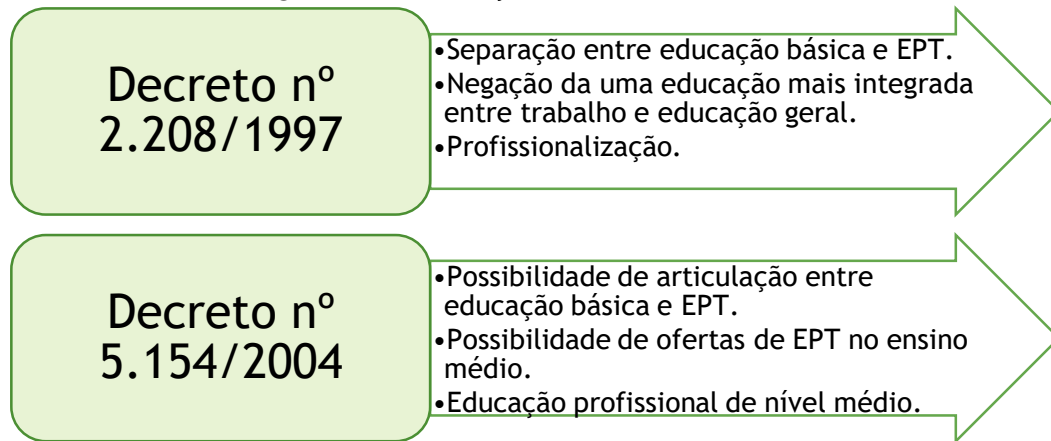 Decreto nº
2.208/1997
•Separação entre educação básica e EPT.
•Negação da uma educação mais integrada
entre trabalho e educação geral.
•Profissionalização.
Decreto nº
5.154/2004
•Possibilidade de articulação entre
educação básica e EPT.
•Possibilidade de ofertas de EPT no ensino
médio.
•Educação profissional de nível médio.